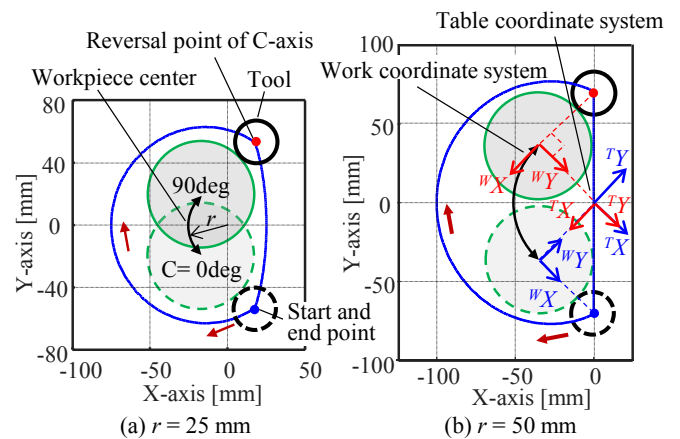 Reversal point of C-axis
Workpiece center
Tool
80
40
0
-40
-80
Y-axis [mm]
90deg
r
C= 0deg
Start and
end point
-100
-50
0
50
X-axis [mm]
(a) r = 25 mm
Table coordinate system
Work coordinate system
100
50
0
-50
-100
Y-axis [mm]
WX
WY
TY
TX
TY
TX
WY
WX
-100
-50
0
X-axis [mm]
(b) r = 50 mm